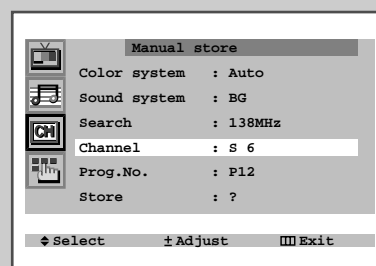 Manual store
Color system : Auto
Sound system : BG
Search : 138MHz
CH
Channel : S 6
Prog.No. : P12
Store : ?
Select ± Adjust Exit